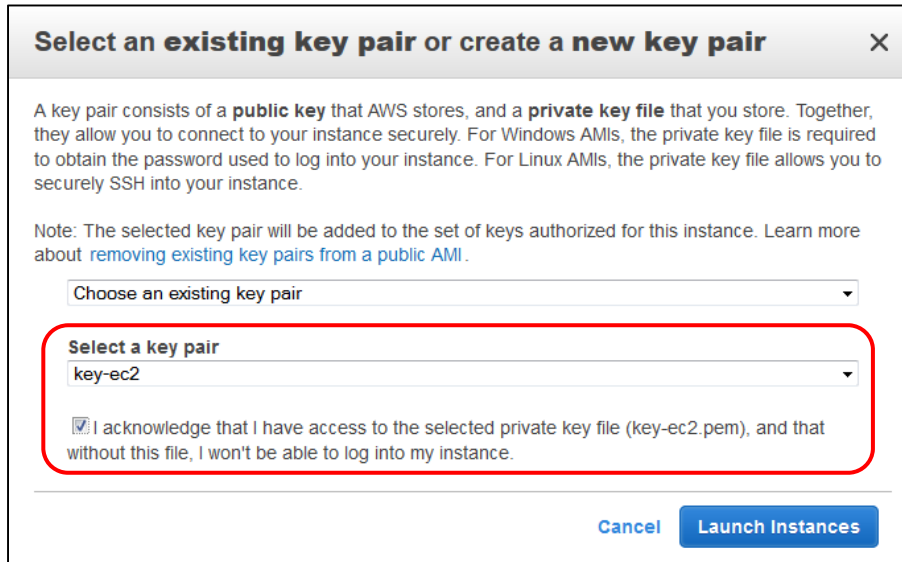 Select an existing key pair or create a new key pair
A key pair consists of a public key that AWS stores, and a private key file that you store. Together,
they allow you to connect to your instance securely. For Windows AMIs, the private key file is required
to obtain the password used to log into your instance. For Linux AMIs, the private key file allows you to
securely SSH into your instance.
Note: The selected key pair will be added to the set of keys authorized for this instance. Learn more
about removing existing key pairs from a public AMI.
Choose an existing key pair
Select a key pair
key-ec2
I acknowledge that I have access to the selected private key file (key-ec2.pem), and that
without this file, I won't be able to log into my instance.
Cancel Launch Instances